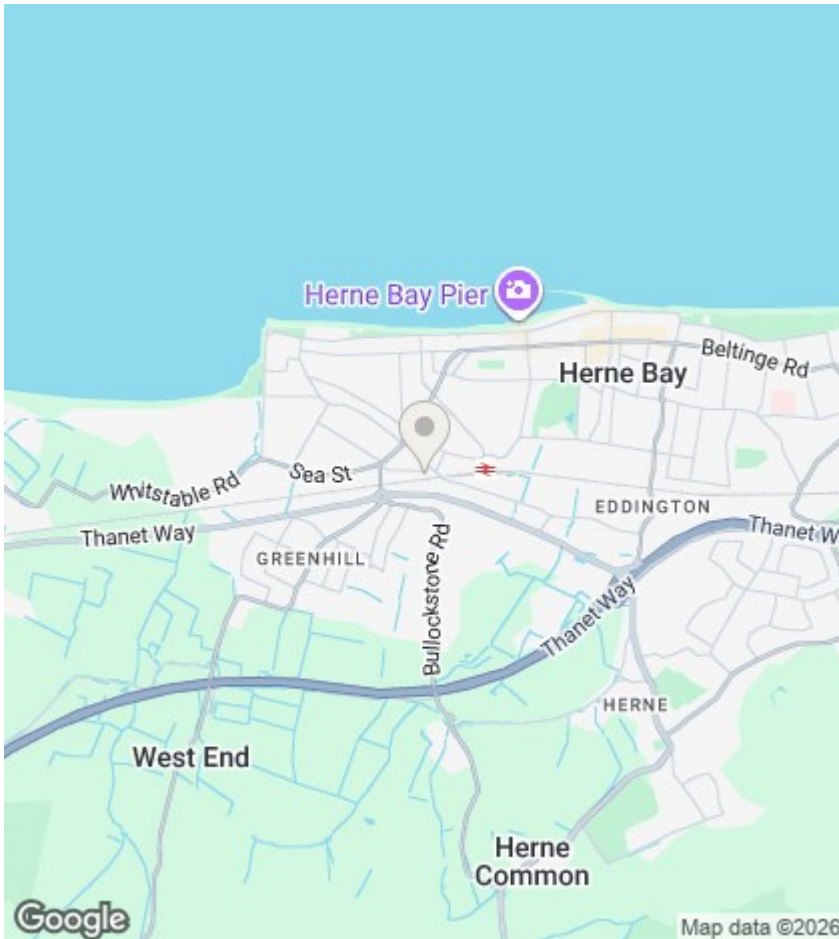 Herne Bay Pier
Beltinge Rd
Herne Bay
Sea St
Whitstable Rd
EDDINGTON
Thanet Way
Thanet W
GREENHILL
Bullockstone Rd
Thanet Way
HERNE
West End
Herne
Common
Google
Map data ©2026